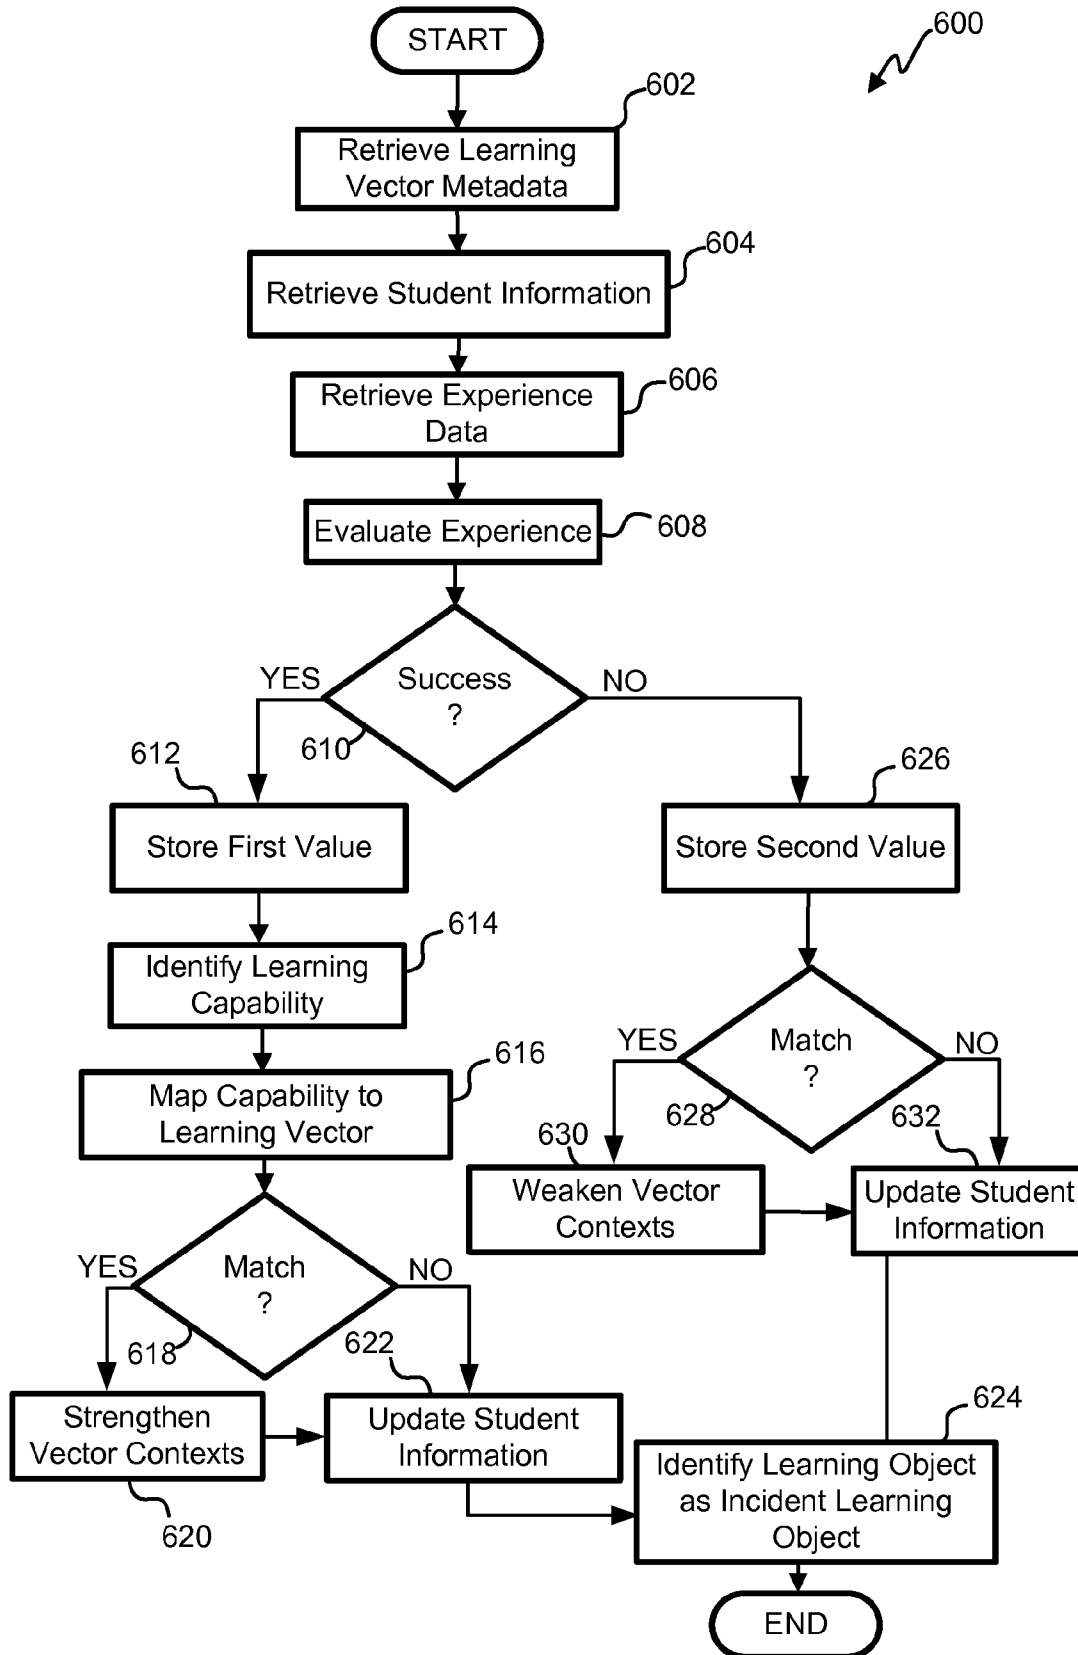 START
600
602
Retrieve Learning
Vector Metadata
604
Retrieve Student Information
606
Retrieve Experience
Data
Evaluate Experience
608
YES
Success
?
NO
610
612
626
Store First Value
Store Second Value
614
Identify Learning
Capability
YES
Match
?
NO
628
616
Map Capability to
Learning Vector
630
632
Weaken Vector
Contexts
Update Student
Information
YES
Match
?
NO
618
622
624
Strengthen
Vector Contexts
Update Student
Information
620
Identify Learning Object
as Incident Learning
Object
END